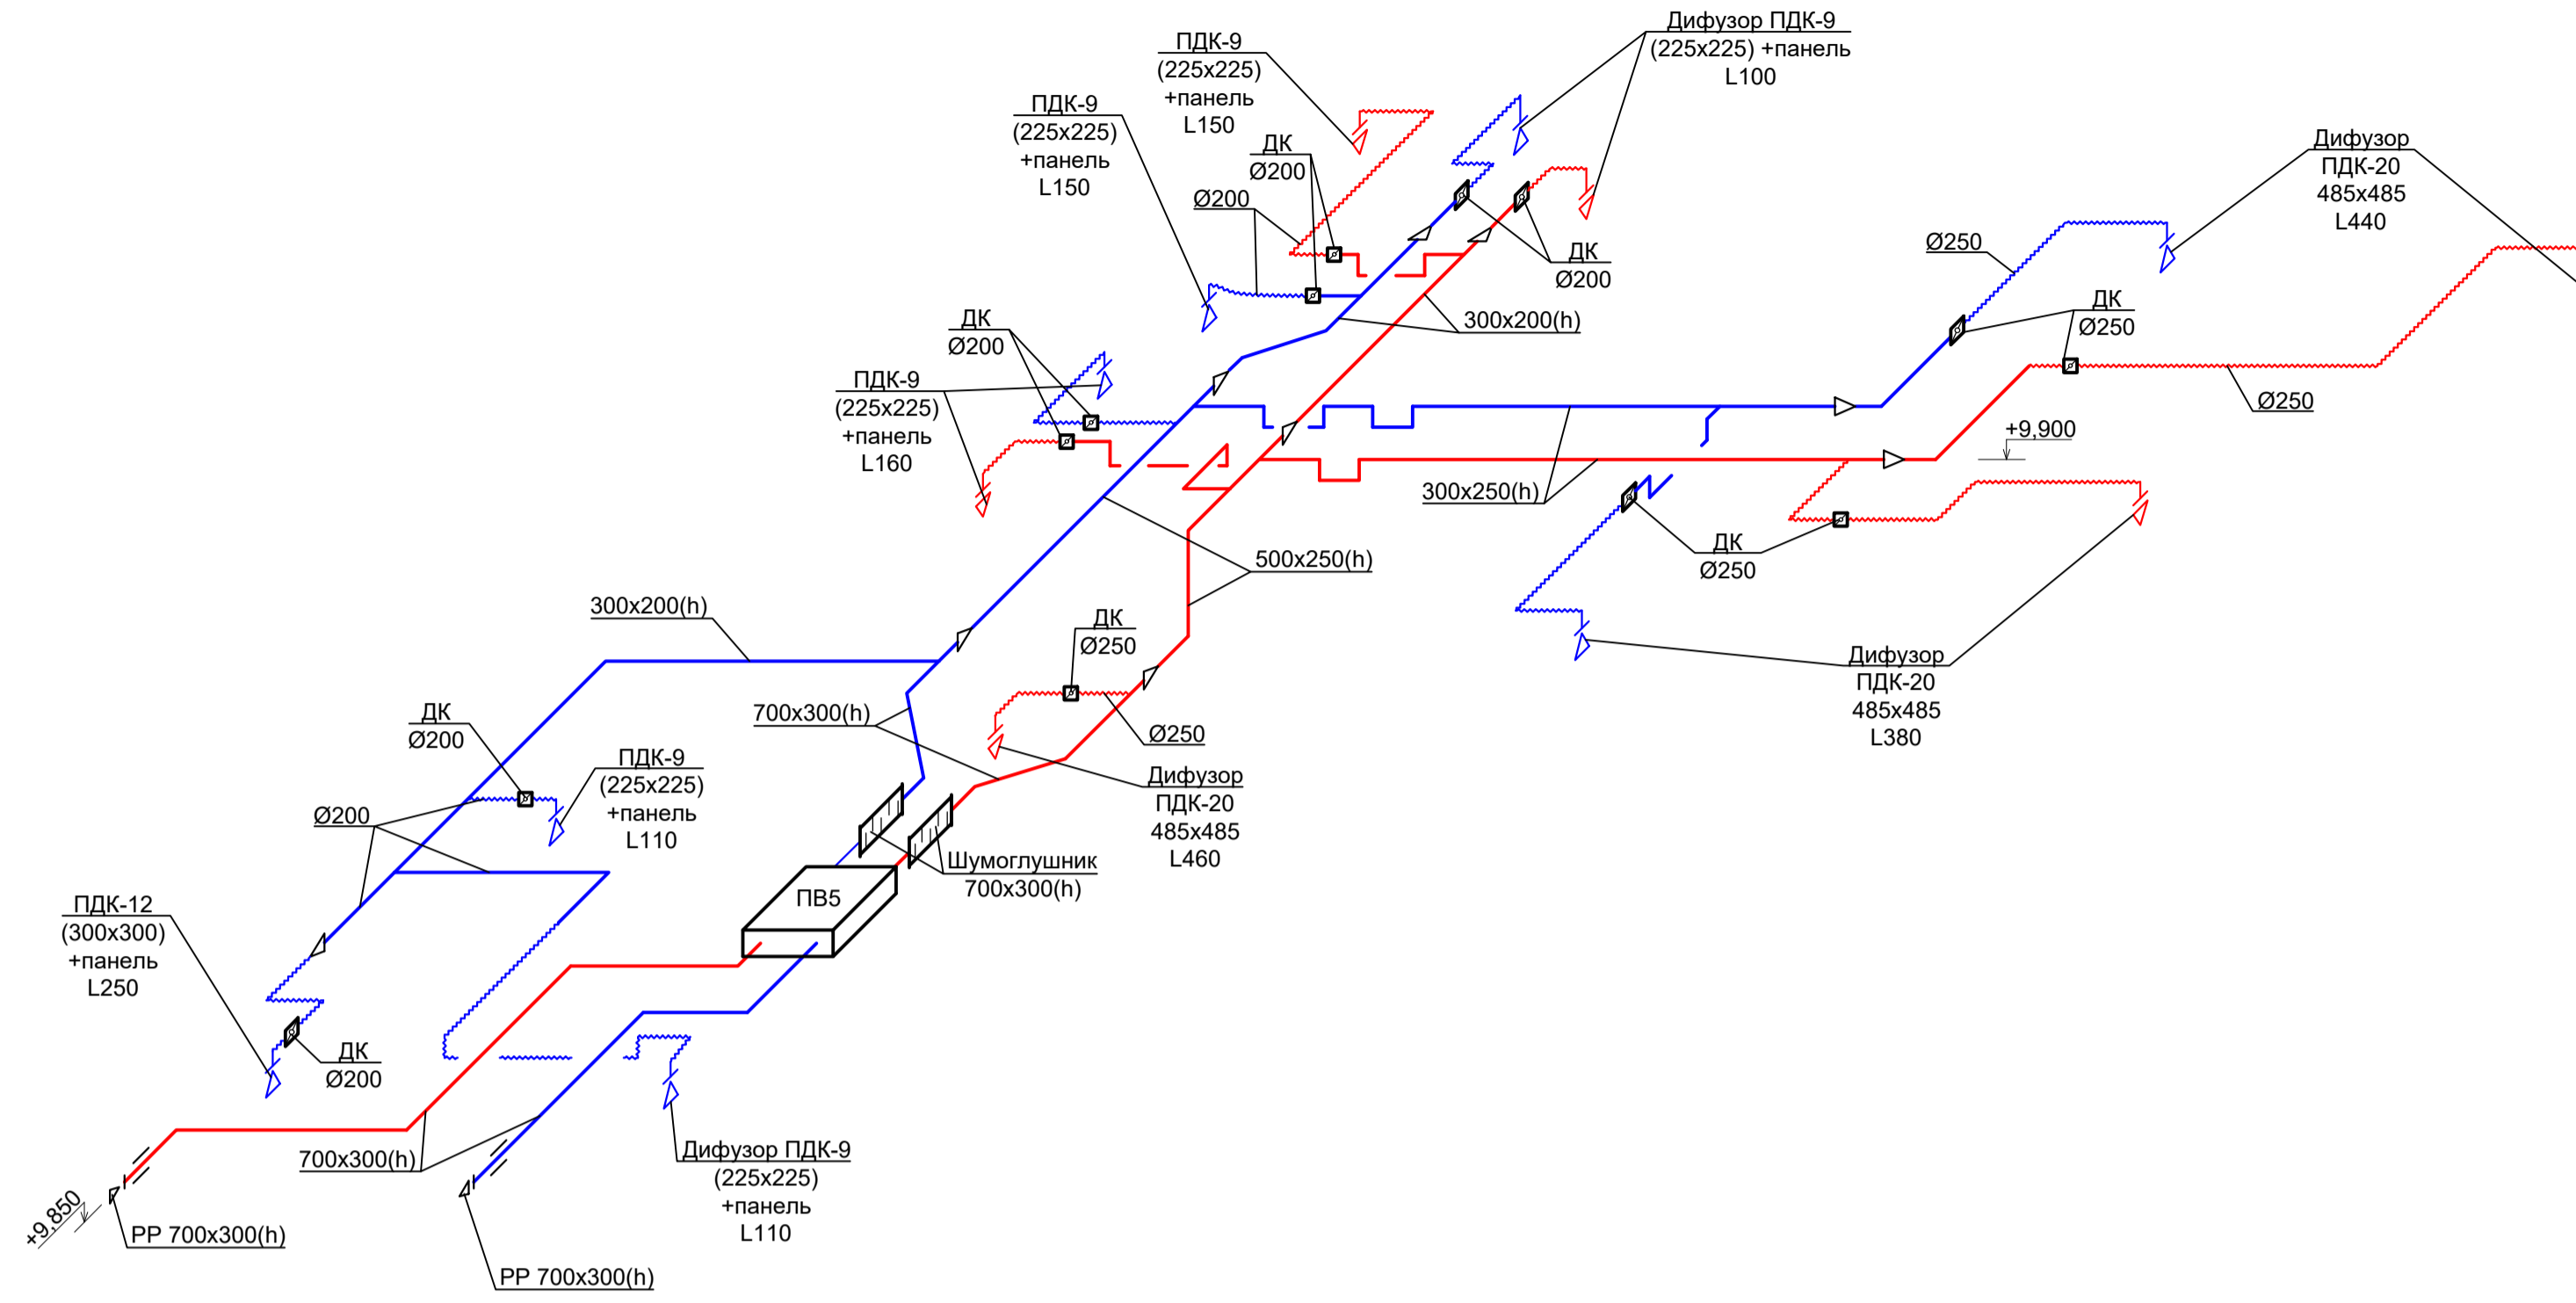 Дифузор ПДК-9
(225x225) +панель
L100
ПДК-9
(225x225)
+панель
L150
ПДК-9
(225x225)
+панель
L150
ДК
Ø200
Ø200
Дифузор
ПДК-20
485x485
L440
ДК
Ø200
Ø250
ДК
Ø250
300x200(h)
ДК
Ø200
ПДК-9
(225x225)
+панель
L160
Ø250
+9,900
300x250(h)
ДК
Ø250
500x250(h)
300x200(h)
ДК
Ø250
Дифузор
ПДК-20
485x485
L380
700x300(h)
Ø250
ДК
Ø200
ПДК-9
(225x225)
+панель
L110
Дифузор
ПДК-20
485x485
L460
Ø200
Шумоглушник
700x300(h)
ПВ5
ПДК-12
(300x300)
+панель
L250
ДК
Ø200
700x300(h)
Дифузор ПДК-9
(225x225)
+панель
L110
+9,850
РР 700x300(h)
РР 700x300(h)